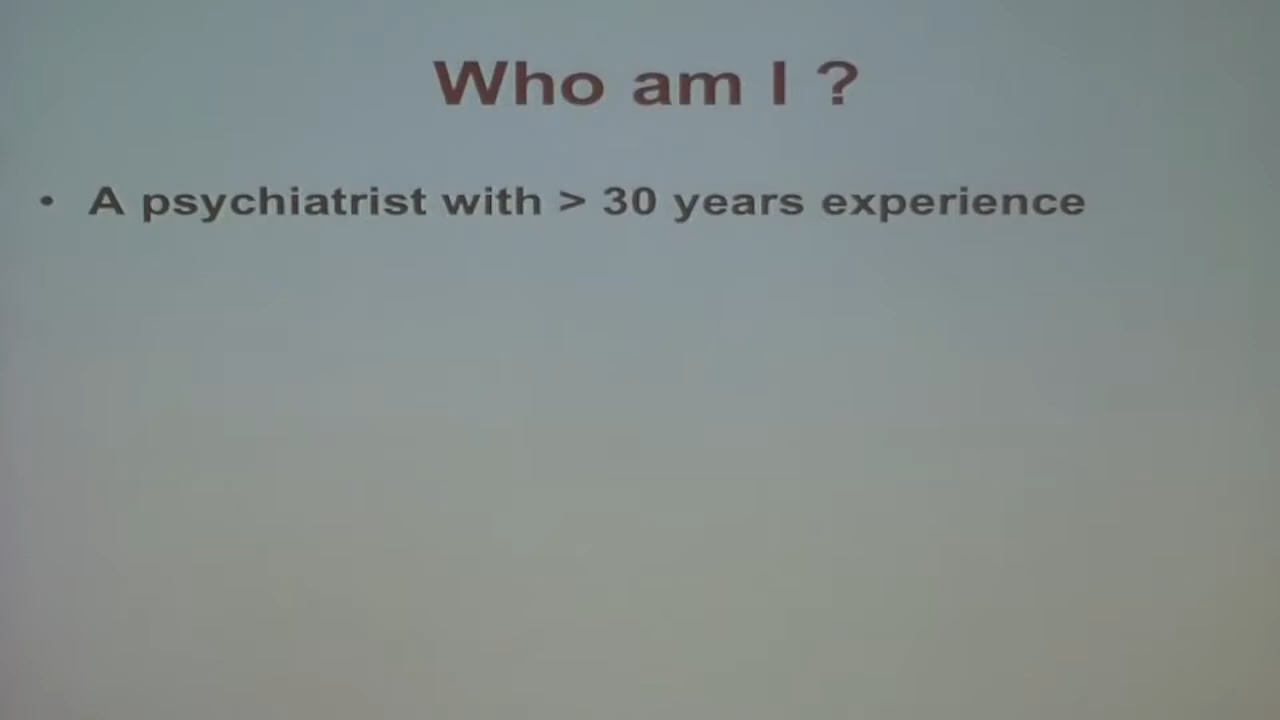 Who am I ?
• A psychiatrist with > 30 years experience